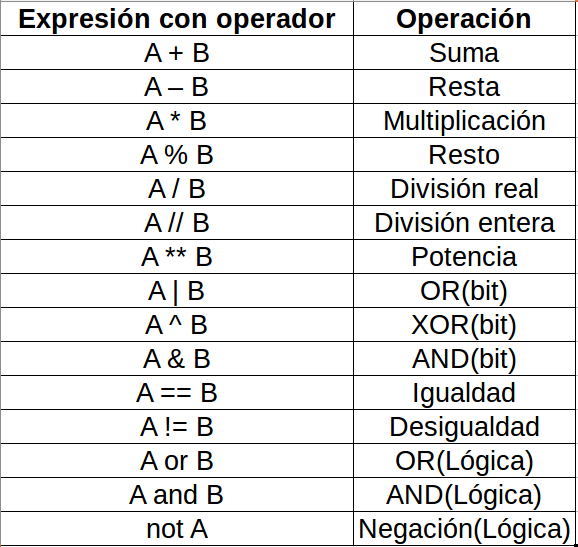 Expresión con operador Operación
A + B Suma
A – B Resta
A * B Multiplicación
A % B Resto
A / B División real
A // B División entera
A ** B Potencia
A | B OR(bit)
A ^ B XOR(bit)
A & B AND(bit)
A == B Igualdad
A != B Desigualdad
A or B OR(Lógica)
A and B AND(Lógica)
not A Negación(Lógica)